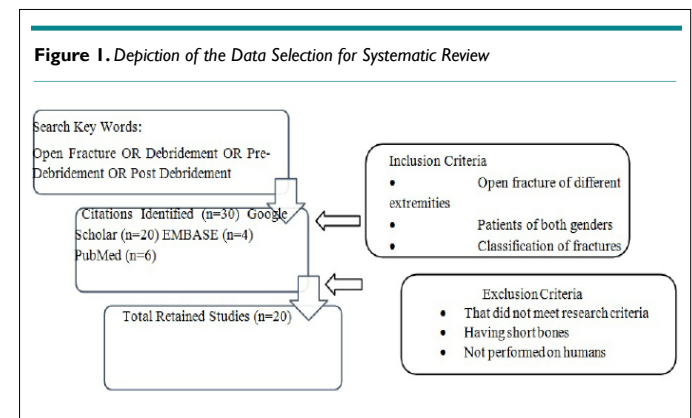 Figure 1. Depiction of the Data Selection for Systematic Review
Search Key Words:
Open Fracture OR Debridement OR Pre-
Debridement OR Post Debridement
Inclusion Criteria
• Open fracture of different
extremities
• Patients of both genders
• Classification of fractures
Citations Identified (n=30) Google
Scholar (n=20) EMBASE (n=4)
PubMed (n=6)
Exclusion Criteria
• That did not meet research criteria
• Having short bones
• Not performed on humans
Total Retained Studies (n=20)